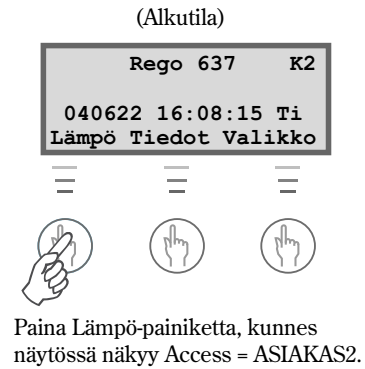 (Alkutila)
Rego 637 K2
040622 16:08:15 Ti
Lämpö Tiedot Valikko
Paina Lämpö-painiketta, kunnes
näytössä näkyy Access = ASIAKAS2.